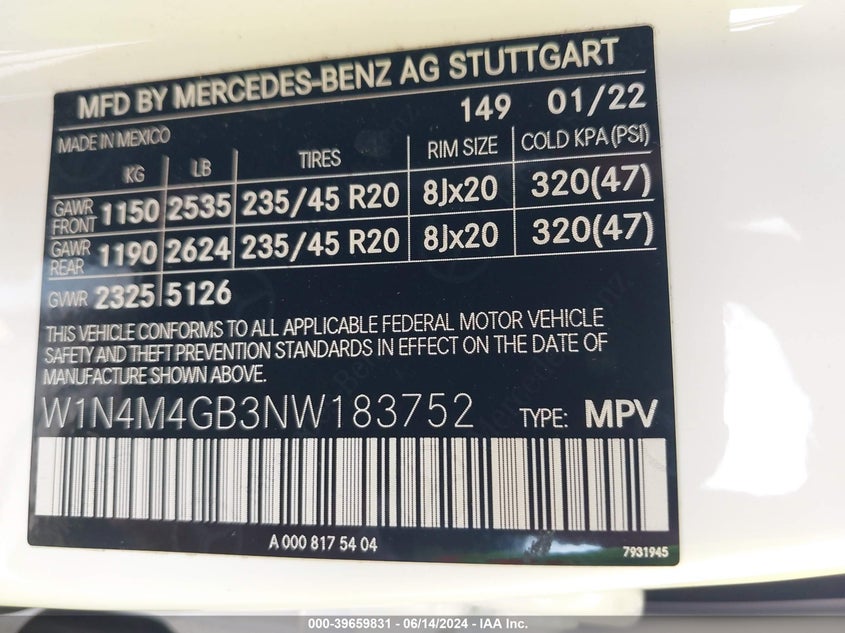 MFD BY MERCEDES-BENZ AG STUTTGART
149 01/22
MADE IN MEXICO
KG LB TIRES RIM SIZE COLD KPA(PSI)
GAWR FRONT 1150 2535 235/45 R20 8Jx20 320(47)
GAWR REAR 1190 2624 235/45 R20 8Jx20 320(47)
GVWR 2325 5126
THIS VEHICLE CONFORMS TO ALL APPLICABLE FEDERAL MOTOR VEHICLE
SAFETY AND THEFT PREVENTION STANDARDS IN EFFECT ON THE DATE OF
MANUFACTURE SHOWN ABOVE.
W1N4M4GB3NW183752 TYPE: MPV
A 000 817 54 04 7931945
000-39659831 - 06/14/2024 - IAA Inc.